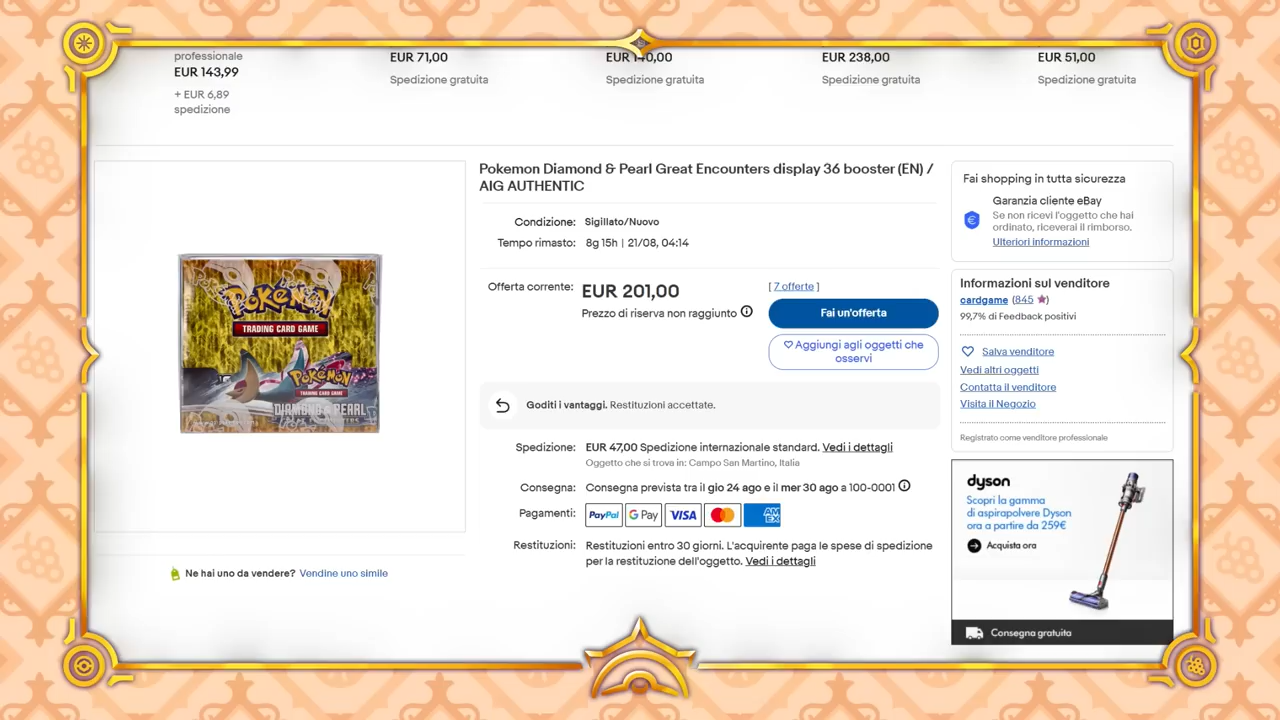 professionale
EUR 143,99
+ EUR 6,89
spedizione
EUR 71,00
Spedizione gratuita
EUR 140,00
Spedizione gratuita
EUR 238,00
Spedizione gratuita
EUR 51,00
Spedizione gratuita
Pokémon
TRADING CARD GAME
Pokémon
TRADING CARD GAME
DIAMOND & PEARL
Ne hai uno da vendere? Vendine uno simile
Pokemon Diamond & Pearl Great Encounters display 36 booster (EN) /
AIG AUTHENTIC
Condizione: Sigillato/Nuovo
Tempo rimasto: 8g 15h | 21/08, 04:14
Offerta corrente: EUR 201,00 [ 7 offerte ]
Prezzo di riserva non raggiunto
Fai un'offerta
Aggiungi agli oggetti che
osservi
Goditi i vantaggi. Restituzioni accettate.
Spedizione: EUR 47,00 Spedizione internazionale standard. Vedi i dettagli
Oggetto che si trova in: Campo San Martino, Italia
Consegna: Consegna prevista tra il gio 24 ago e il mer 30 ago a 100-0001
Pagamenti: PayPal G Pay VISA AM EX
Restituzioni: Restituzioni entro 30 giorni. L'acquirente paga le spese di spedizione
per la restituzione dell'oggetto. Vedi i dettagli
Fai shopping in tutta sicurezza
Garanzia cliente eBay
Se non ricevi l'oggetto che hai
ordinato, riceverai il rimborso.
Ulteriori informazioni
Informazioni sul venditore
cardgame (845)
99,7% di Feedback positivi
Salva venditore
Vedi altri oggetti
Contatta il venditore
Visita il Negozio
Registrato come venditore professionale
dyson
Scopri la gamma
di aspirapolvere Dyson
ora a partire da 259€
Acquista ora
Consegna gratuita